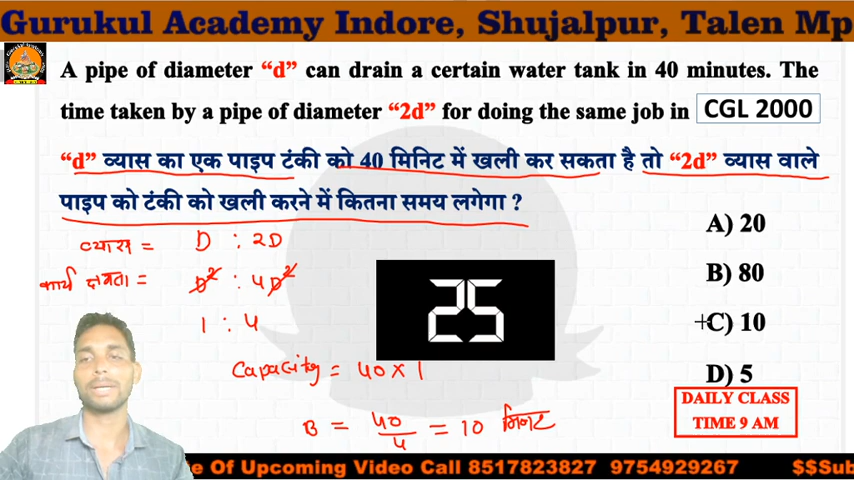 Gurukul Academy Indore, Shujalpur, Talen Mp
A pipe of diameter “d” can drain a certain water tank in 40 minutes. The
time taken by a pipe of diameter “2d” for doing the same job in CGL 2000
“d” व्यास का एक पाइप टंकी को 40 मिनिट में खली कर सकता है तो “2d” व्यास वाले
पाइप को टंकी को खली करने में कितना समय लगेगा ?
A) 20
B) 80
C) 10
D) 5
व्यास = D : 2D
कार्य क्षमता = D² : 4D²
1 : 4
25
Capacity = 40 × 1
B = 40/4 = 10 मिनट
DAILY CLASS
TIME 9 AM
e Of Upcoming Video Call 8517823827 9754929267 $$Sub